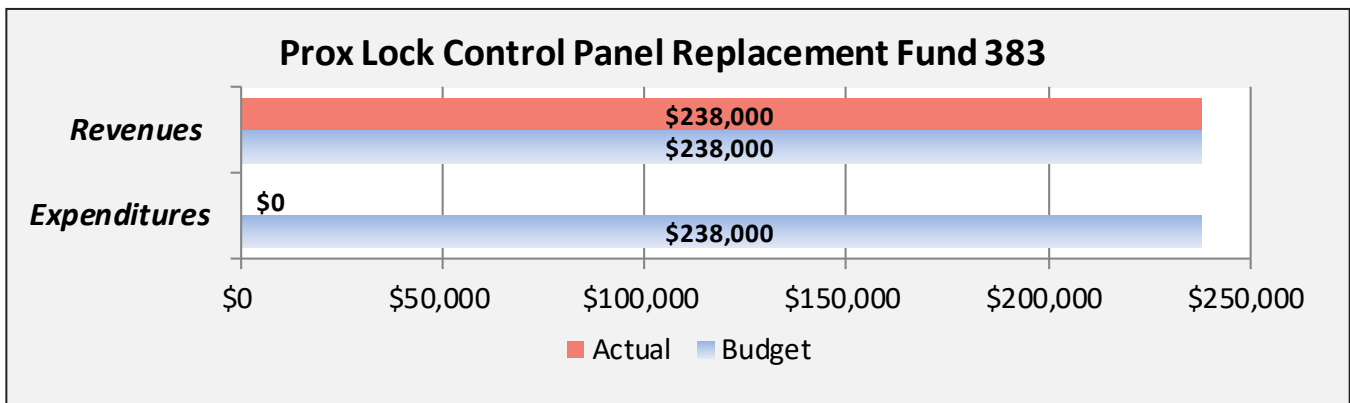 Prox Lock Control Panel Replacement Fund 383
Revenues
$238,000
$238,000
Expenditures
$0
$238,000
$0 $50,000 $100,000 $150,000 $200,000 $250,000
Actual Budget